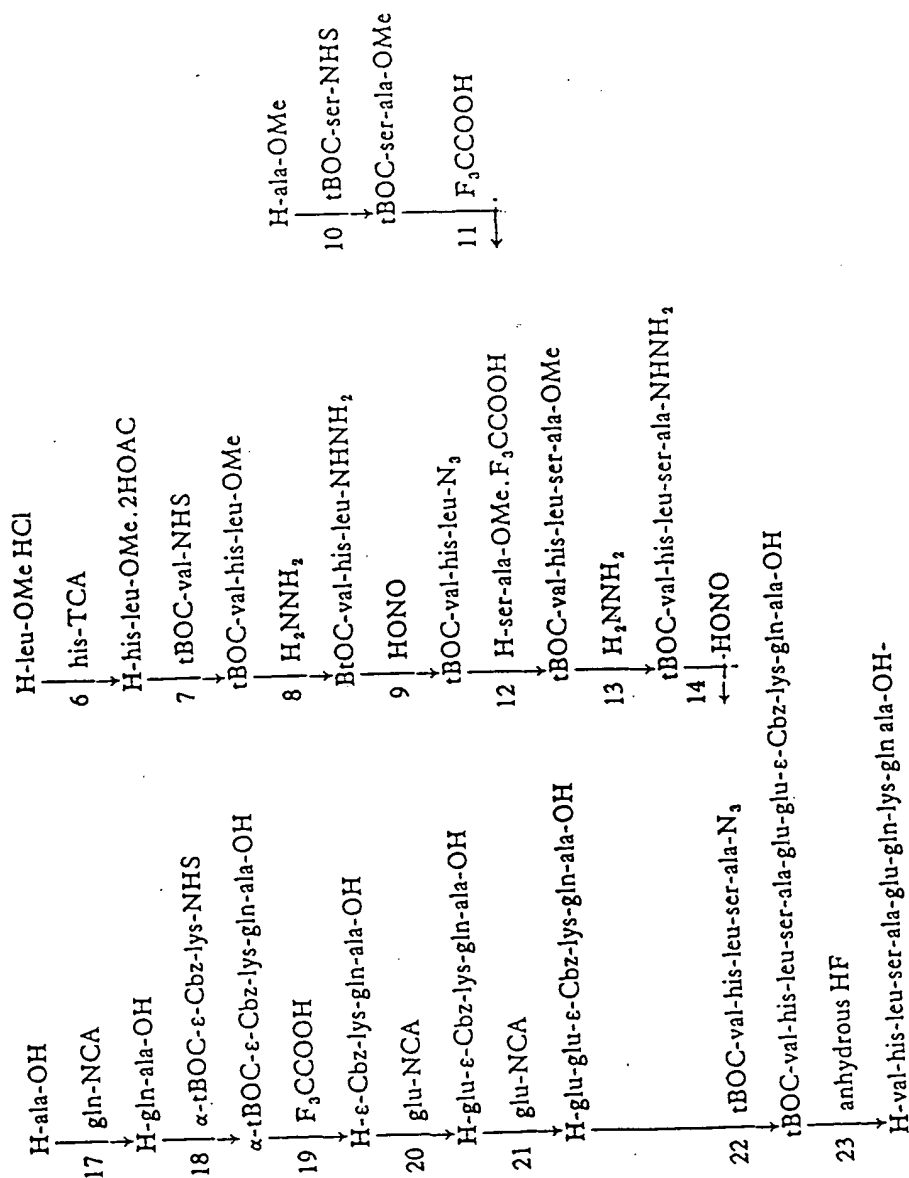 H-ala-OH
17 gln-NCA
H-gln-ala-OH
18 α-tBOC-ε-Cbz-lys-NHS
α-tBOC-ε-Cbz-lys-gln-ala-OH
19 F₃CCOOH
H-ε-Cbz-lys-gln-ala-OH
20 glu-NCA
H-glu-ε-Cbz-lys-gln-ala-OH
21 glu-NCA
H-glu-glu-ε-Cbz-lys-gln-ala-OH
22 tBOC-val-his-leu-ser-ala-N₃
tBOC-val-his-leu-ser-ala-glu-glu-ε-Cbz-lys-gln-ala-OH
23 anhydrous HF
H-val-his-leu-ser-ala-glu-gln-lys-gln ala-OH-
H-leu-OMe HCl
6 his-TCA
H-his-leu-OMe.2HOAC
7 tBOC-val-NHS
tBOC-val-his-leu-OMe
8 H₂NNH₂
BtOC-val-his-leu-NHNH₂
9 HONO
tBOC-val-his-leu-N₃
12 H-ser-ala-OMe.F₃CCOOH
tBOC-val-his-leu-ser-ala-OMe
13 H₂NNH₂
tBOC-val-his-leu-ser-ala-NHNH₂
14 HONO
H-ala-OMe
10 tBOC-ser-NHS
tBOC-ser-ala-OMe
11 F₃CCOOH